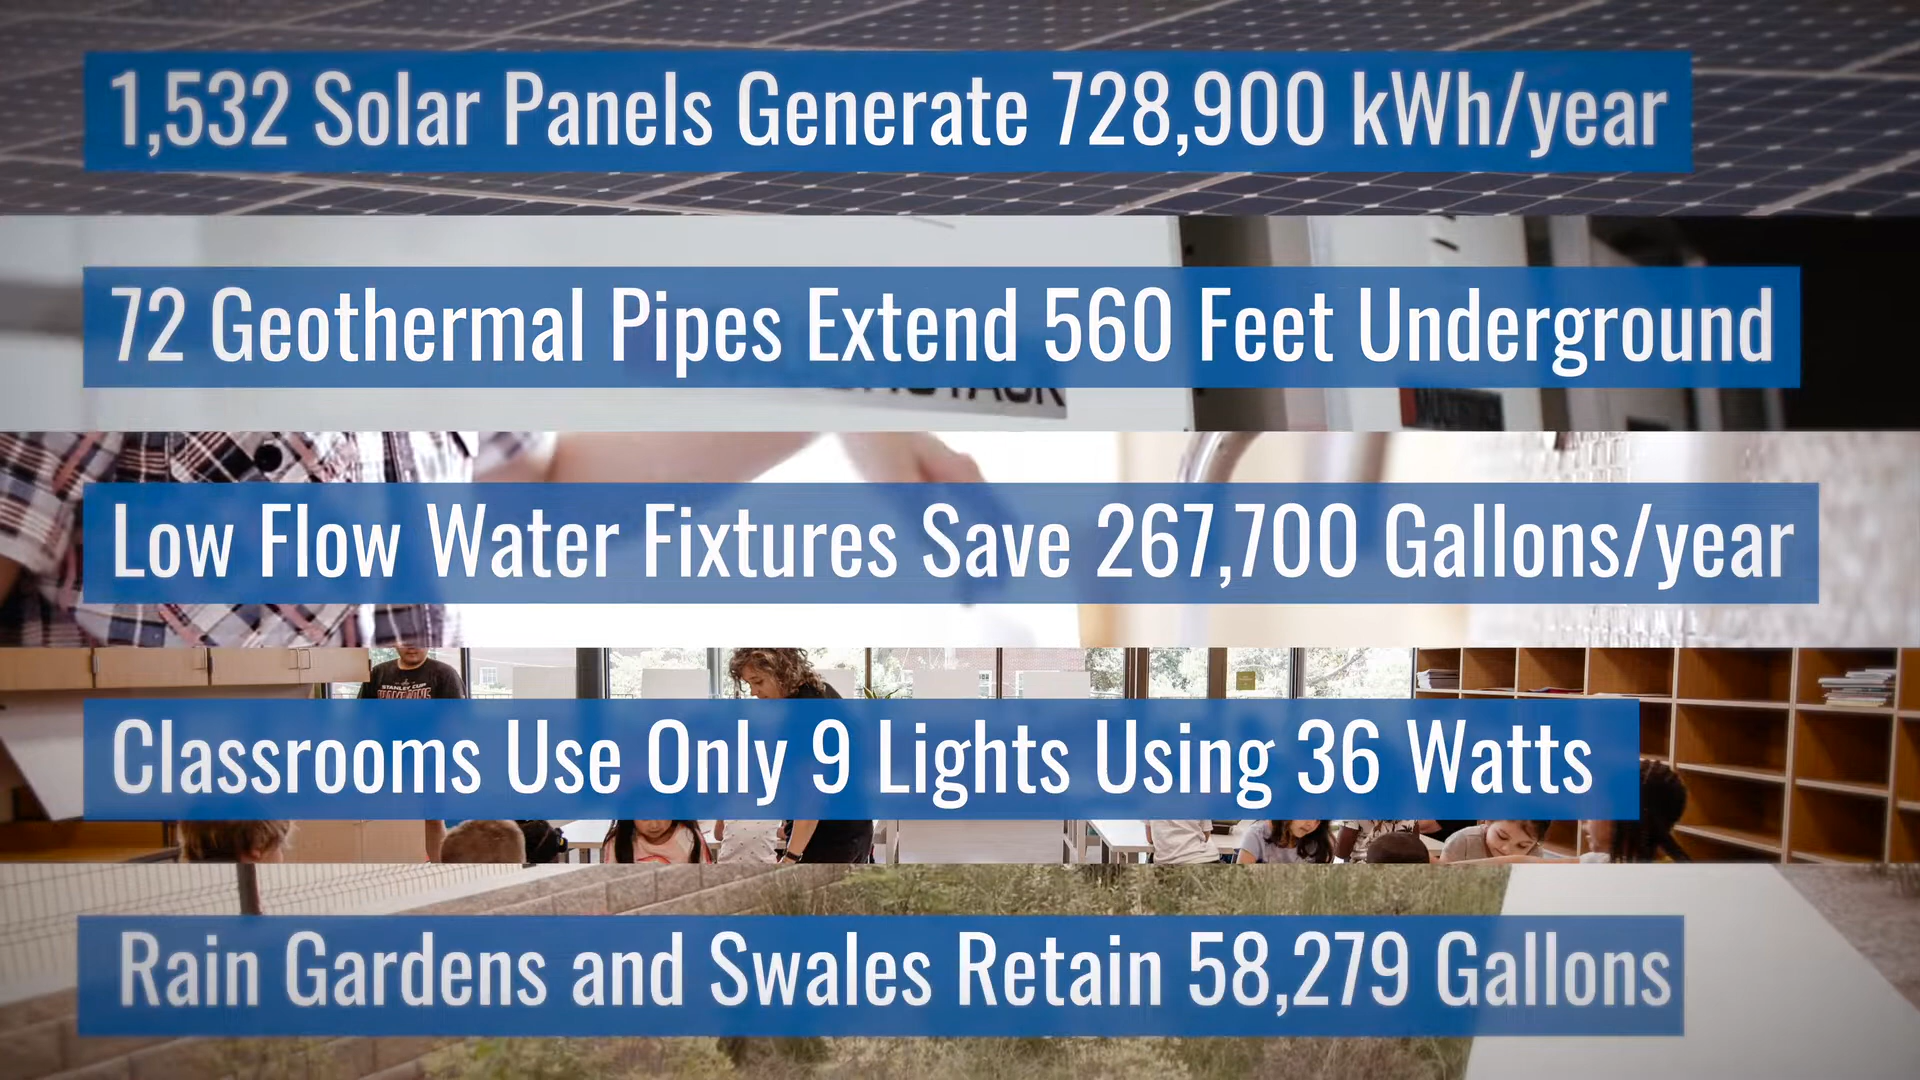 1,532 Solar Panels Generate 728,900 kWh/year
72 Geothermal Pipes Extend 560 Feet Underground
Low Flow Water Fixtures Save 267,700 Gallons/year
STANLEY CUP
Classrooms Use Only 9 Lights Using 36 Watts
Rain Gardens and Swales Retain 58,279 Gallons